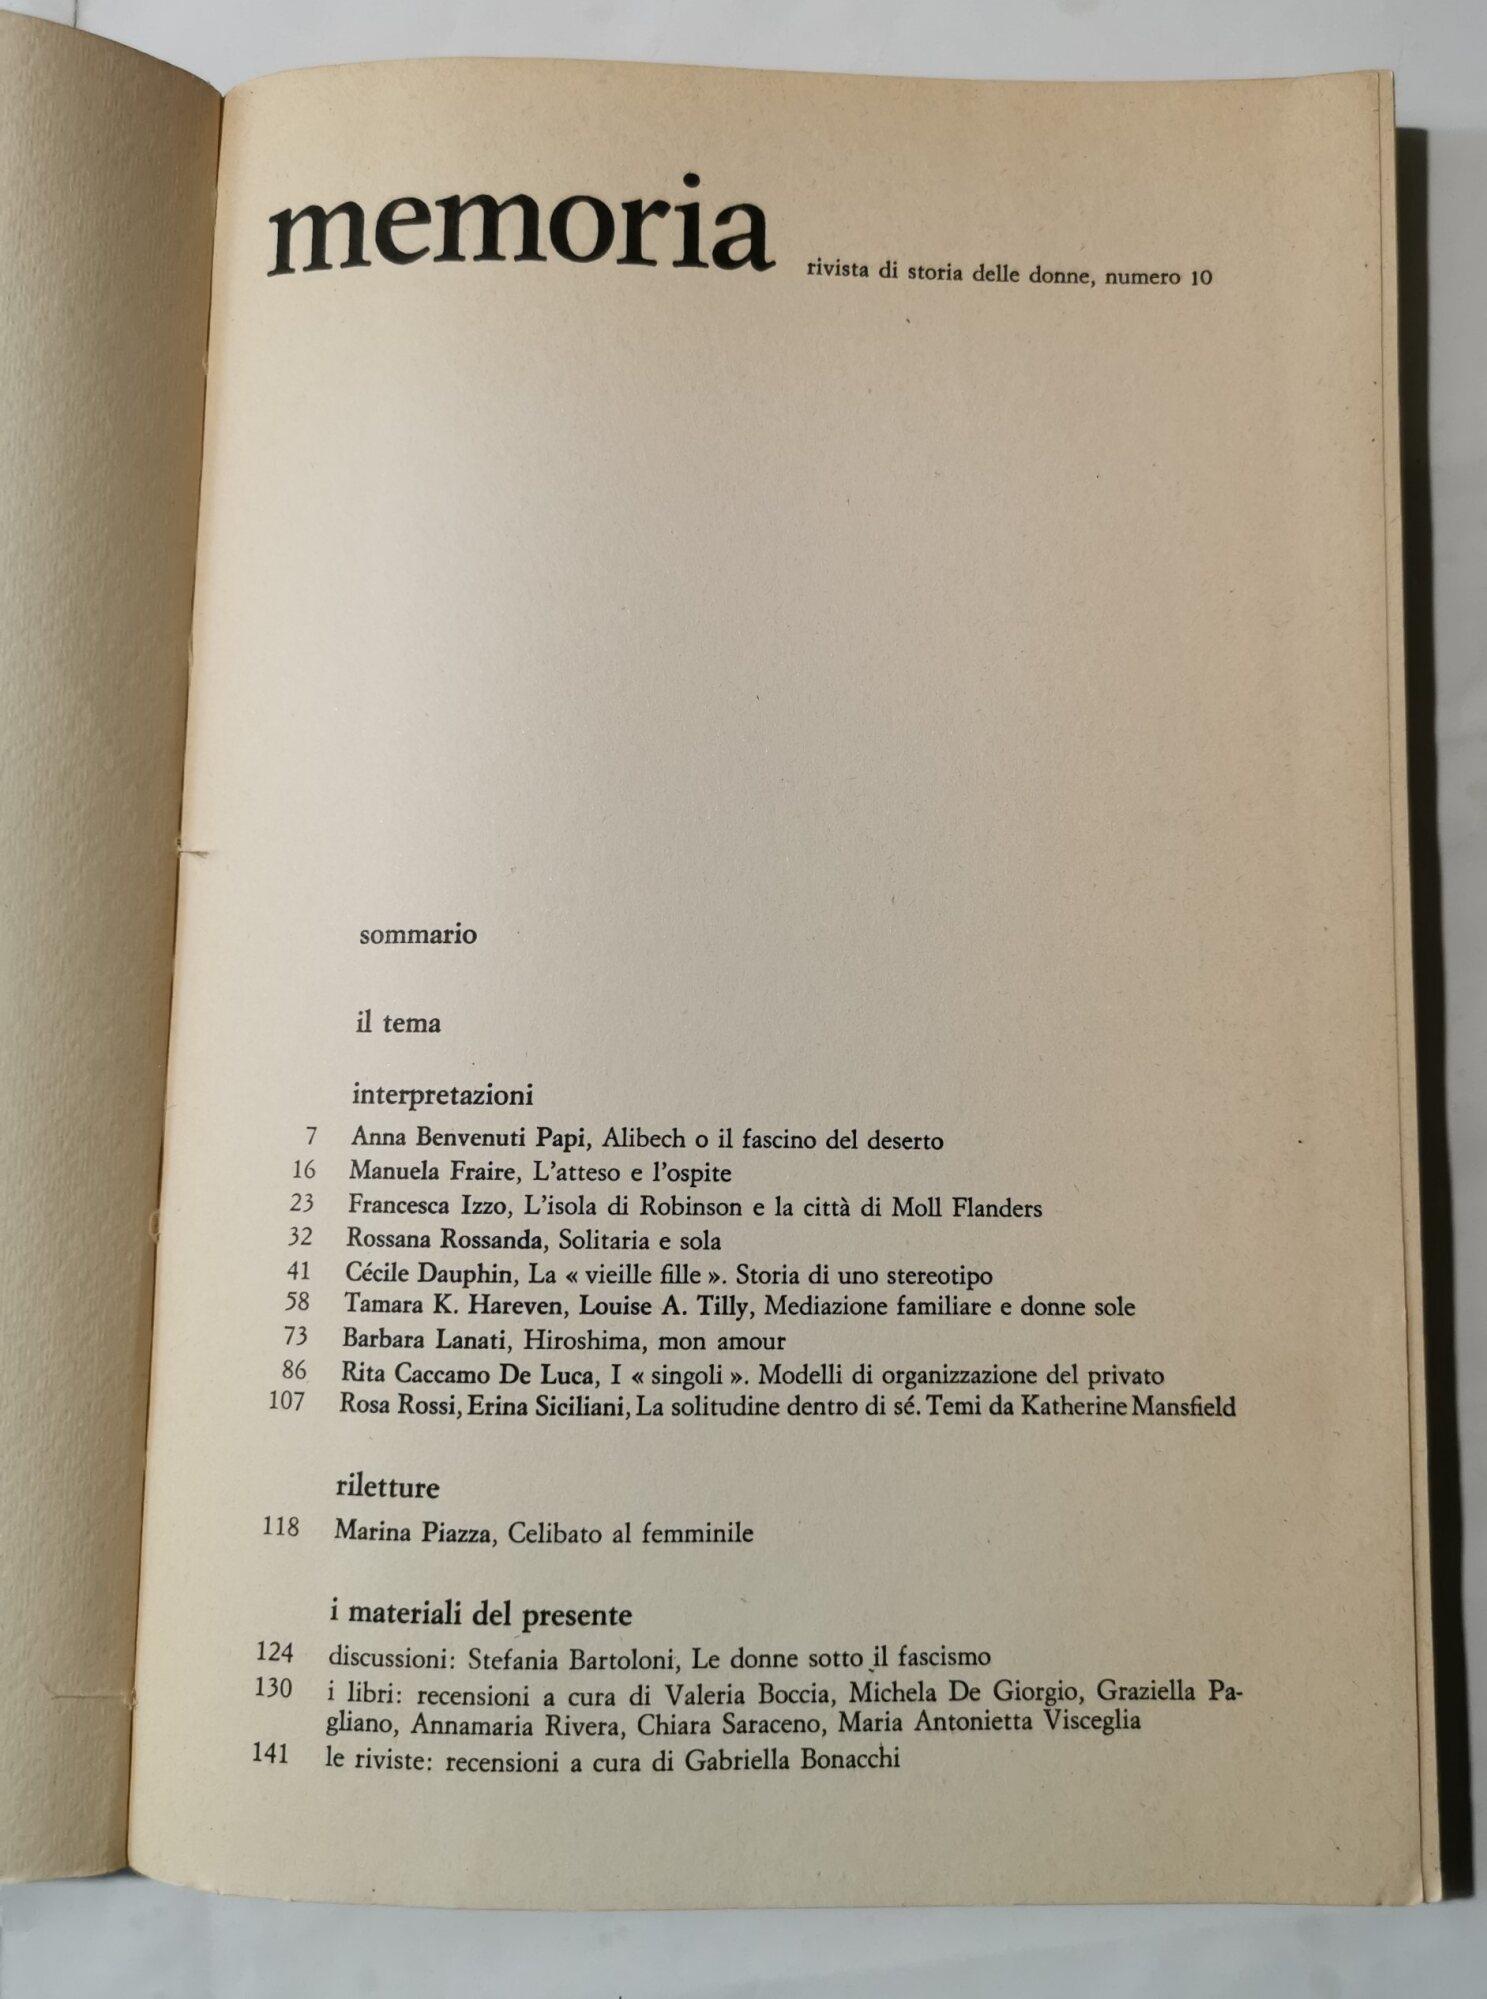 memoria rivista di storia delle donne, numero 10
sommario
il tema
interpretazioni
7 Anna Benvenuti Papi, Alibech o il fascino del deserto
16 Manuela Fraire, L'atteso e l'ospite
23 Francesca Izzo, L'isola di Robinson e la città di Moll Flanders
32 Rossana Rossanda, Solitaria e sola
41 Cécile Dauphin, La « vieille fille ». Storia di uno stereotipo
58 Tamara K. Hareven, Louise A. Tilly, Mediazione familiare e donne sole
73 Barbara Lanati, Hiroshima, mon amour
86 Rita Caccamo De Luca, I « singoli ». Modelli di organizzazione del privato
107 Rosa Rossi, Erina Siciliani, La solitudine dentro di sé. Temi da Katherine Mansfield
riletture
118 Marina Piazza, Celibato al femminile
i materiali del presente
124 discussioni: Stefania Bartoloni, Le donne sotto il fascismo
130 i libri: recensioni a cura di Valeria Boccia, Michela De Giorgio, Graziella Pa-
gliano, Annamaria Rivera, Chiara Saraceno, Maria Antonietta Visceglia
141 le riviste: recensioni a cura di Gabriella Bonacchi